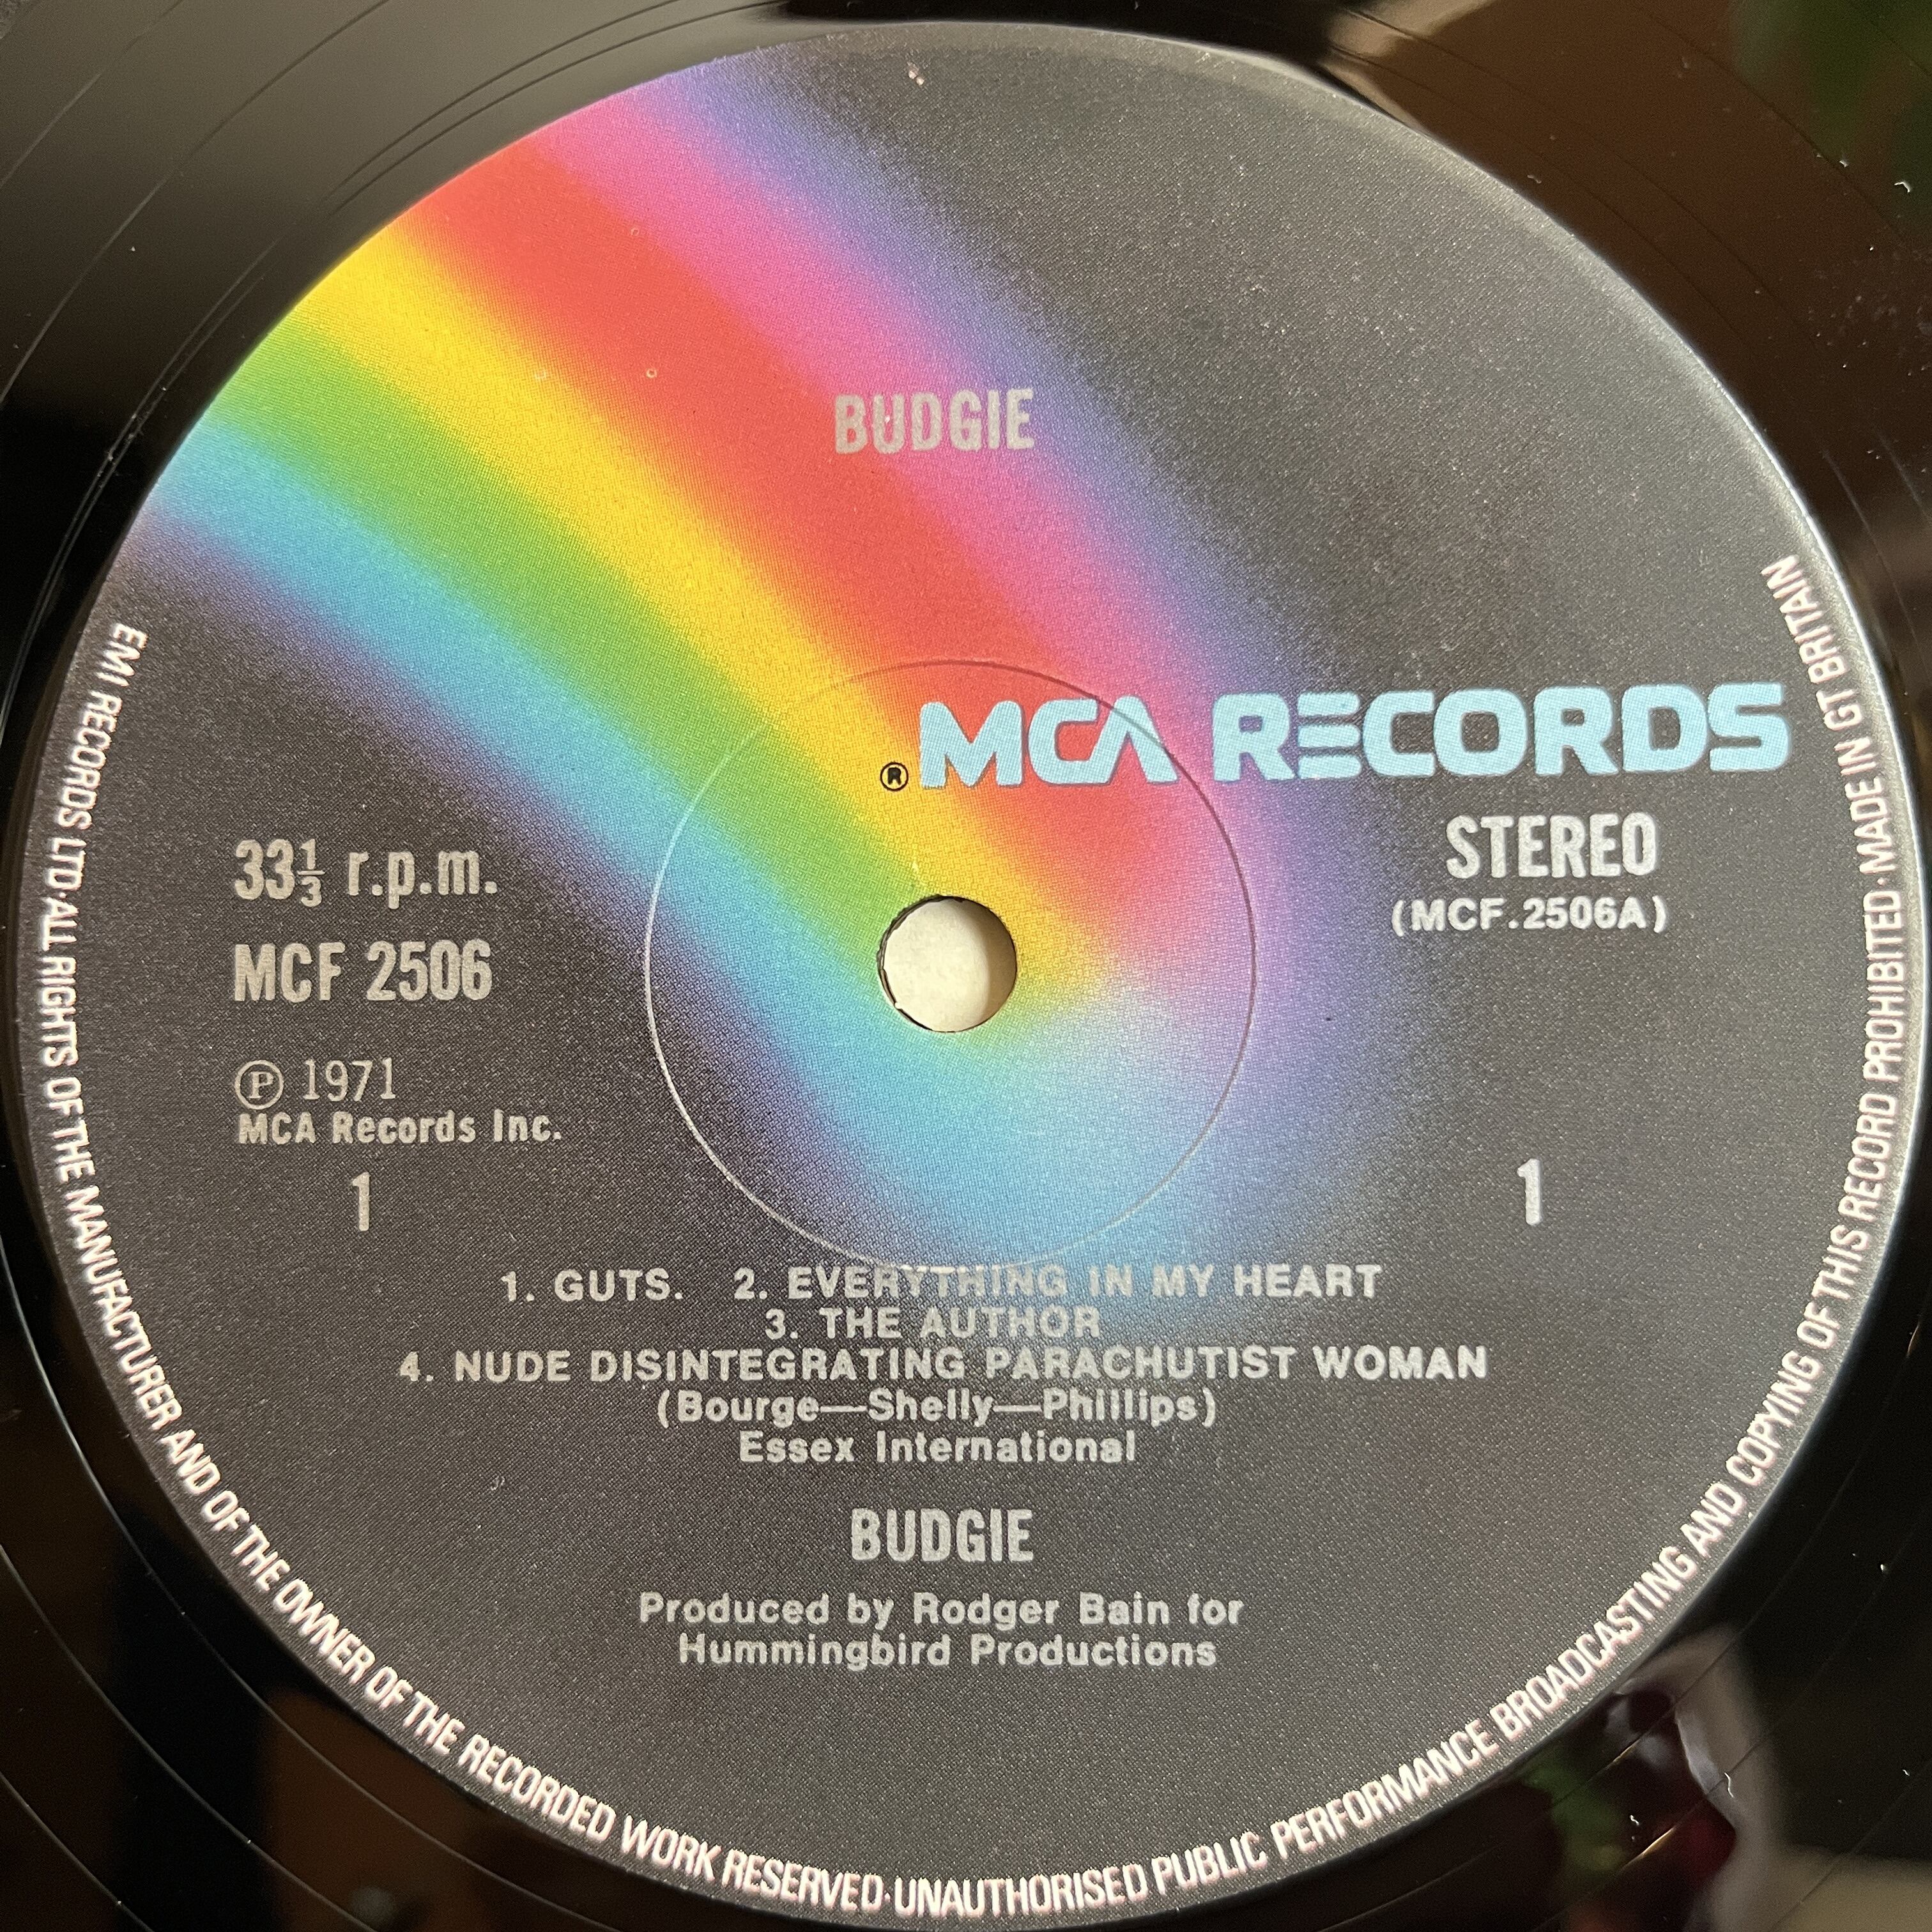 BUDGIE
® MCA RECORDS
STEREO
(MCF.2506A)
33⅓ r.p.m.
MCF 2506
Ⓟ 1971
MCA Records Inc.
1
1
1. GUTS. 2. EVERYTHING IN MY HEART
3. THE AUTHOR
4. NUDE DISINTEGRATING PARACHUTIST WOMAN
(Bourge—Shelly—Phillips)
Essex International
BUDGIE
Produced by Rodger Bain for
Hummingbird Productions
EMI RECORDS LTD·ALL RIGHTS OF THE MANUFACTURER AND OF THE OWNER OF THE RECORDED WORK RESERVED·UNAUTHORISED PUBLIC PERFORMANCE BROADCASTING AND COPYING OF THIS RECORD PROHIBITED·MADE IN GT BRITAIN